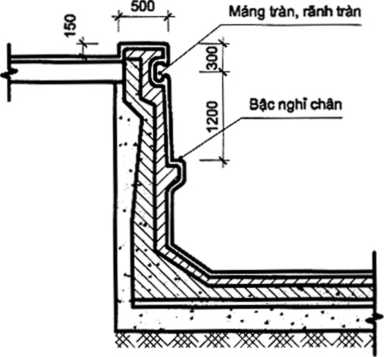 500
Máng tràn, rãnh tràn
150
300
1200
Bậc nghỉ chân